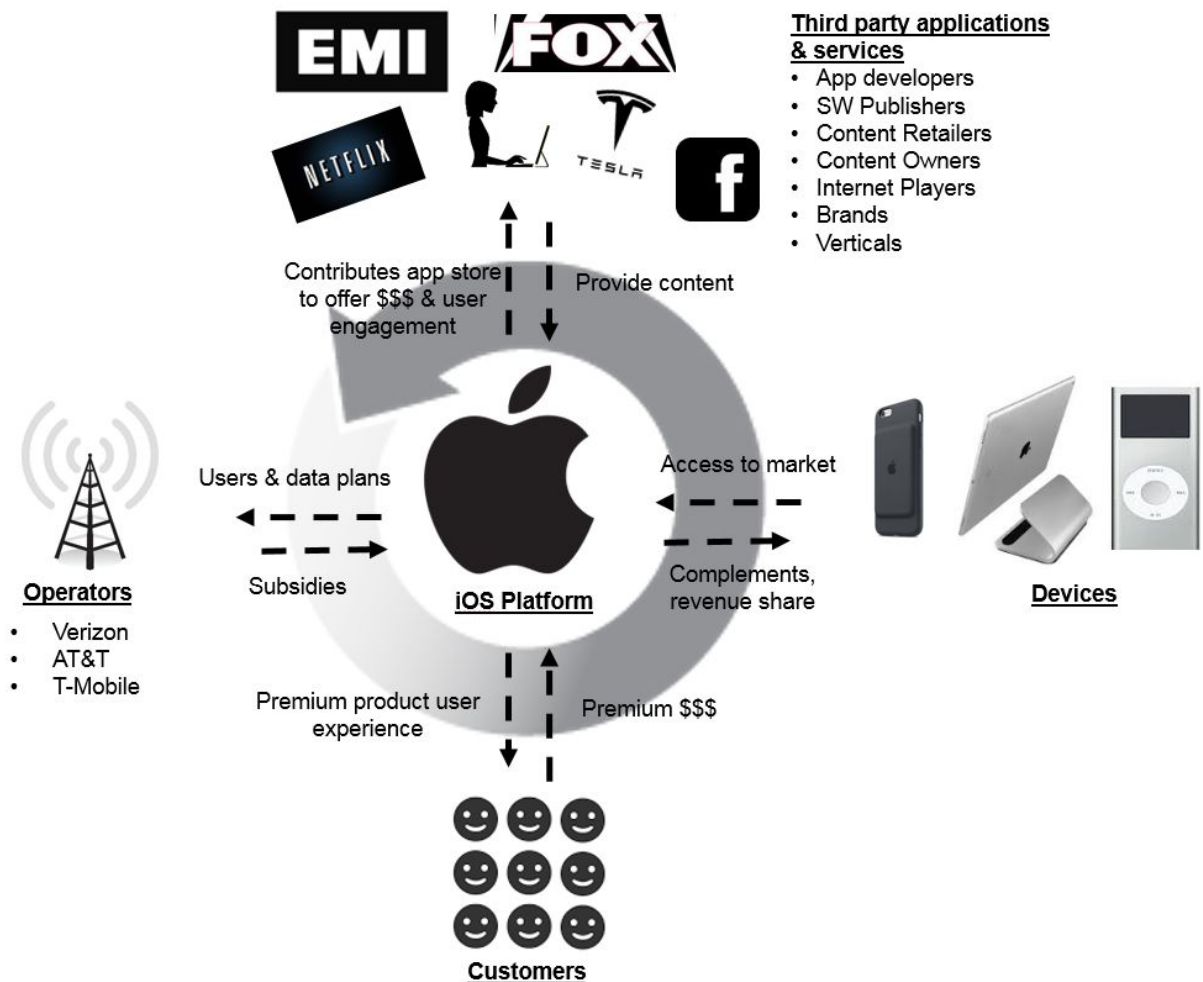 EMI
FOX
NETFLIX
TESLA
f
Third party applications
& services
• App developers
• SW Publishers
• Content Retailers
• Content Owners
• Internet Players
• Brands
• Verticals
Contributes app store
to offer $$$ & user
engagement
Provide content
Users & data plans
Subsidies
Access to market
Complements,
revenue share
iOS Platform
Operators
• Verizon
• AT&T
• T-Mobile
Devices
MENU
Premium product user
experience
Premium $$$
Customers